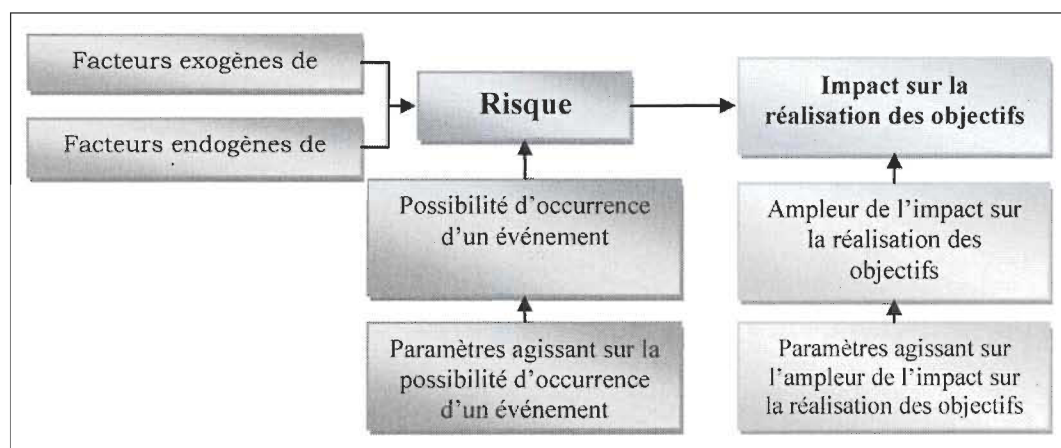 Facteurs exogènes de
Facteurs endogènes de
Risque
Impact sur la
réalisation des objectifs
Possibilité d'occurrence
d'un événement
Ampleur de l'impact sur
la réalisation des
objectifs
Paramètres agissant sur la
possibilité d'occurrence
d'un événement
Paramètres agissant sur
l'ampleur de l'impact sur
la réalisation des objectifs